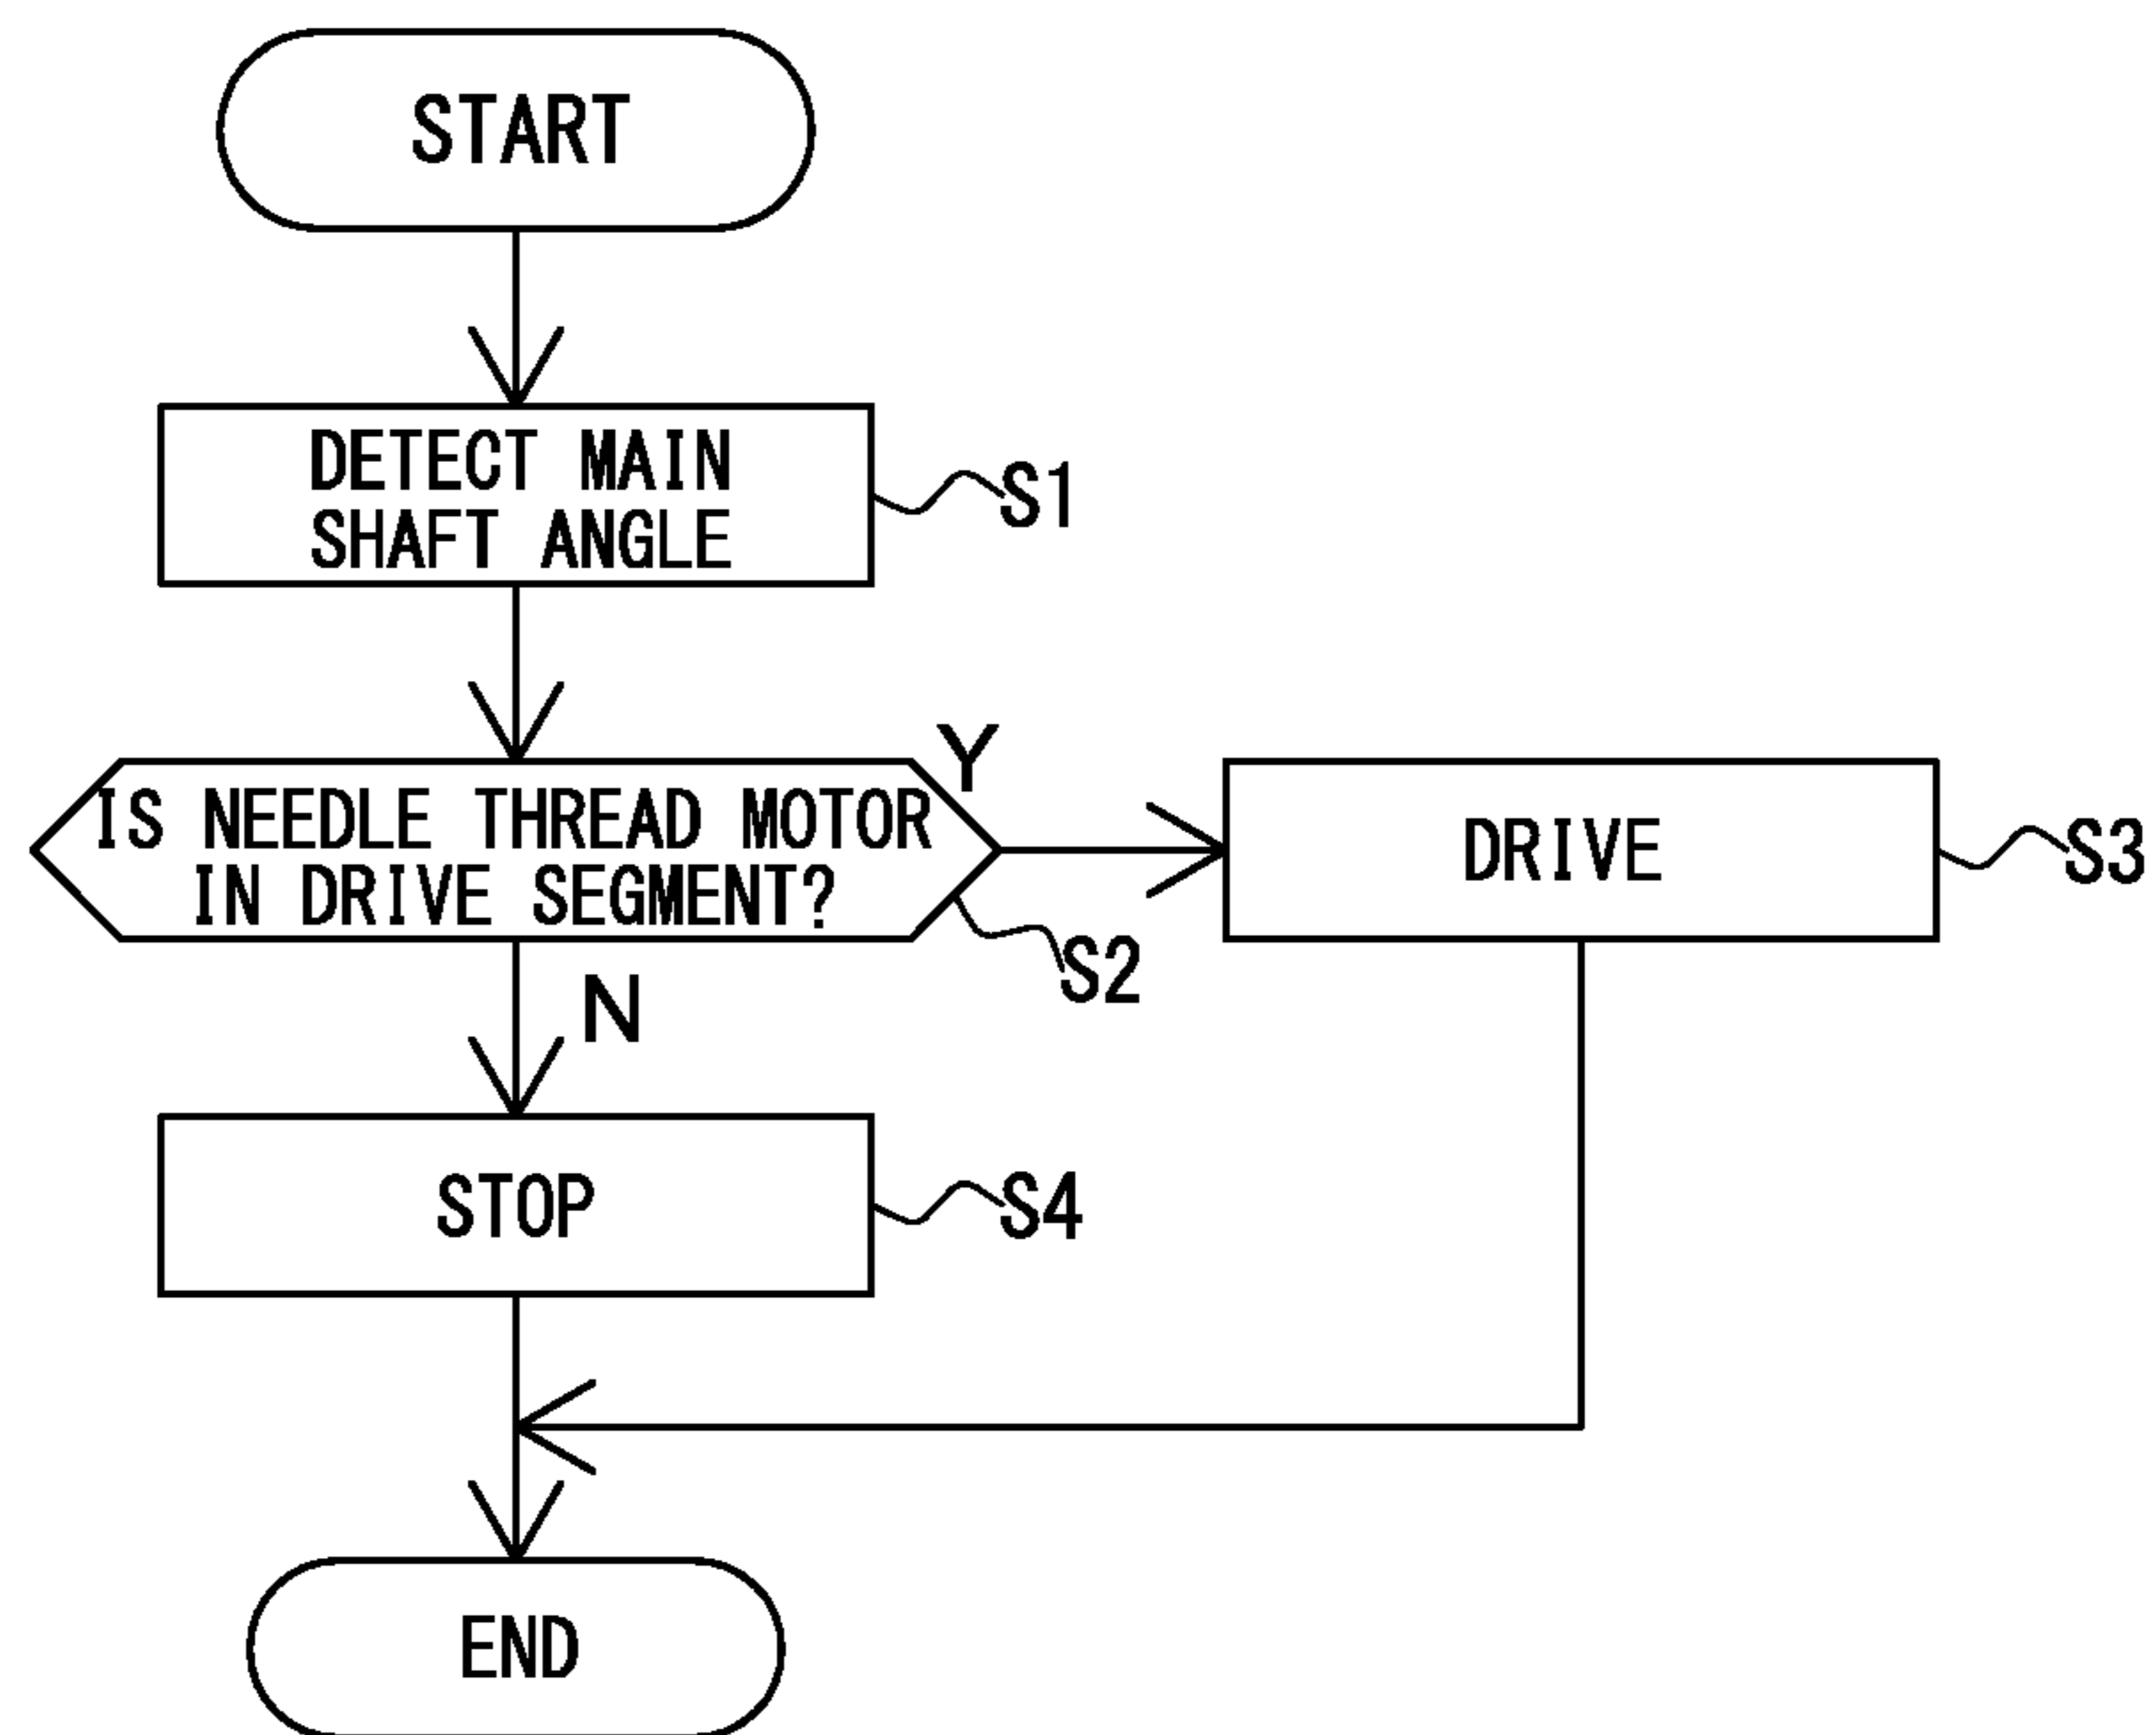 START
DETECT MAIN
SHAFT ANGLE
S1
IS NEEDLE THREAD MOTOR
IN DRIVE SEGMENT?
Y
S2
DRIVE
S3
N
STOP
S4
END